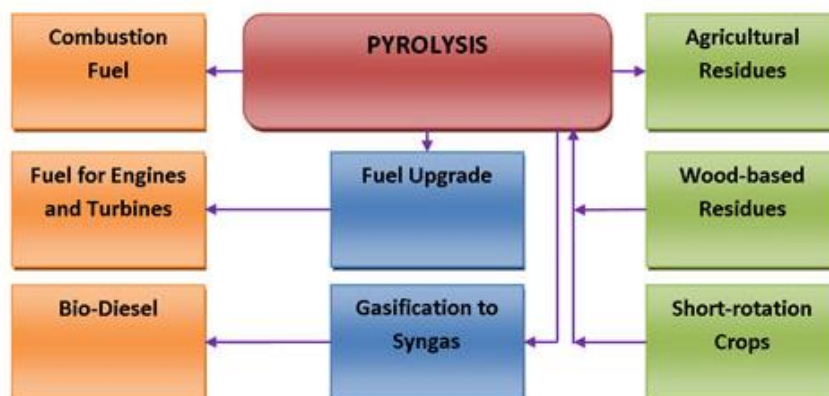 Combustion
Fuel
PYROLYSIS
Agricultural
Residues
Fuel for Engines
and Turbines
Fuel Upgrade
Wood-based
Residues
Bio-Diesel
Gasification to
Syngas
Short-rotation
Crops